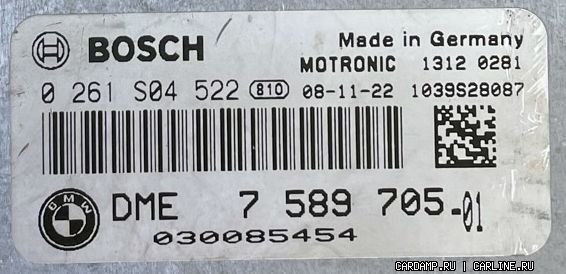 BOSCH Made in Germany
MOTRONIC 1312 0281
0 261 S04 522 810 08-11-22 1039S28087
BMW DME 7 589 705-01
030085454
CARDAMP.RU | CARLINE.RU